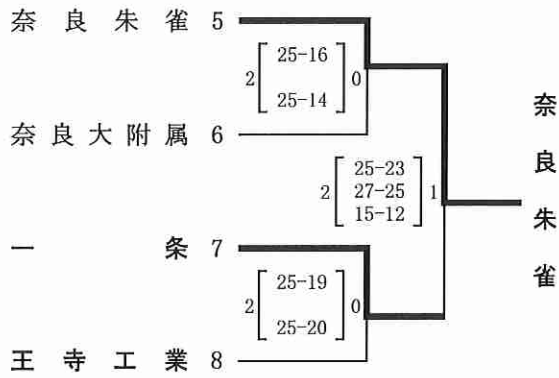 奈良朱雀 5
2 [ 25-16 25-14 ] 0
奈良大附属 6
2 [ 25-23 27-25 15-12 ] 1
奈良朱雀
一条 7
2 [ 25-19 25-20 ] 0
王寺工業 8